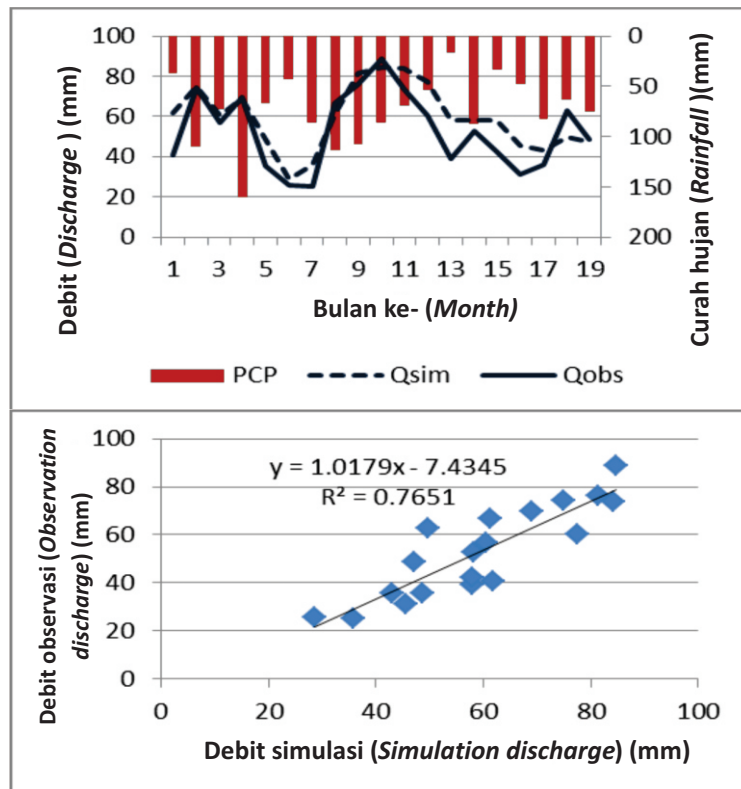 Debit (Discharge ) (mm)
100
80
60
40
20
0
0
50
100
150
200
Curah hujan (Rainfall )(mm)
1 3 5 7 9 11 13 15 17 19
Bulan ke- (Month)
PCP Qsim Qobs
Debit observasi (Observation
discharge) (mm)
100
80
60
40
20
0
y = 1.0179x - 7.4345
R² = 0.7651
0 20 40 60 80 100
Debit simulasi (Simulation discharge) (mm)